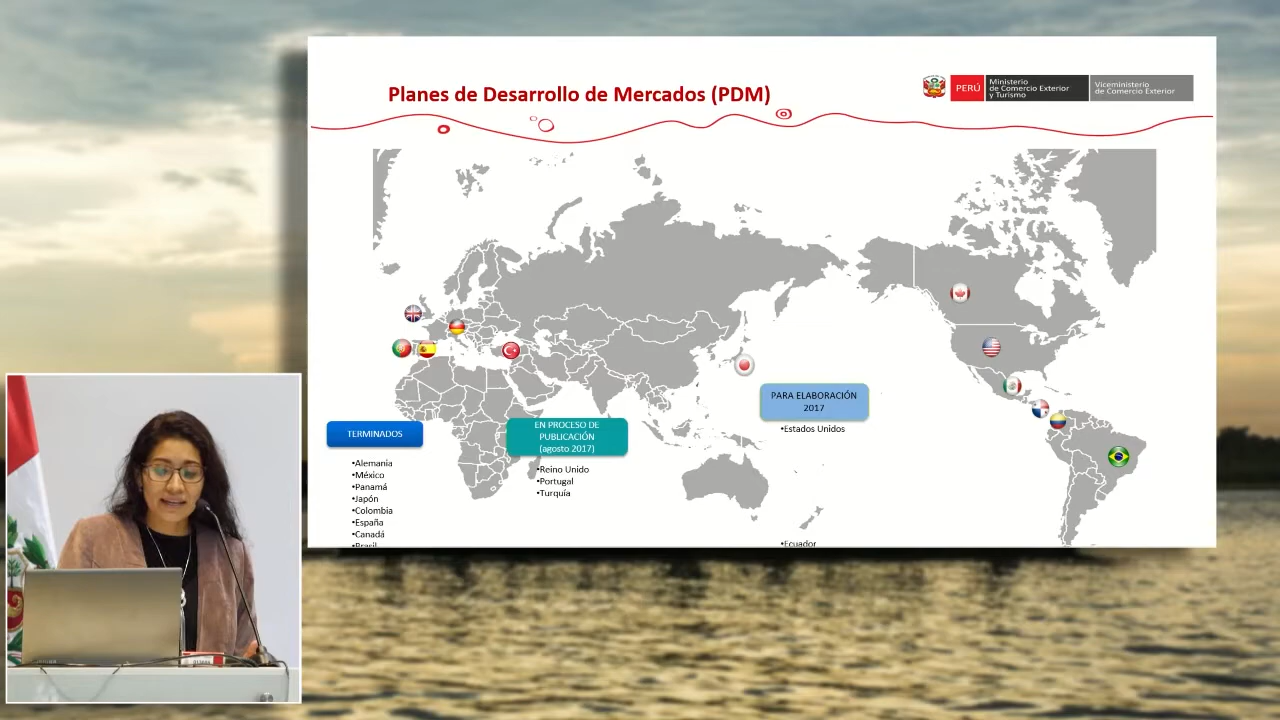 Planes de Desarrollo de Mercados (PDM)
PERÚ
Ministerio
de Comercio Exterior
y Turismo
Viceministerio
de Comercio Exterior
PARA ELABORACIÓN
2017
•Estados Unidos
EN PROCESO DE
PUBLICACIÓN
(agosto 2017)
•Reino Unido
•Portugal
•Turquía
TERMINADOS
•Alemania
•México
•Panamá
•Japón
•Colombia
•España
•Canadá
•Brasil
•Ecuador